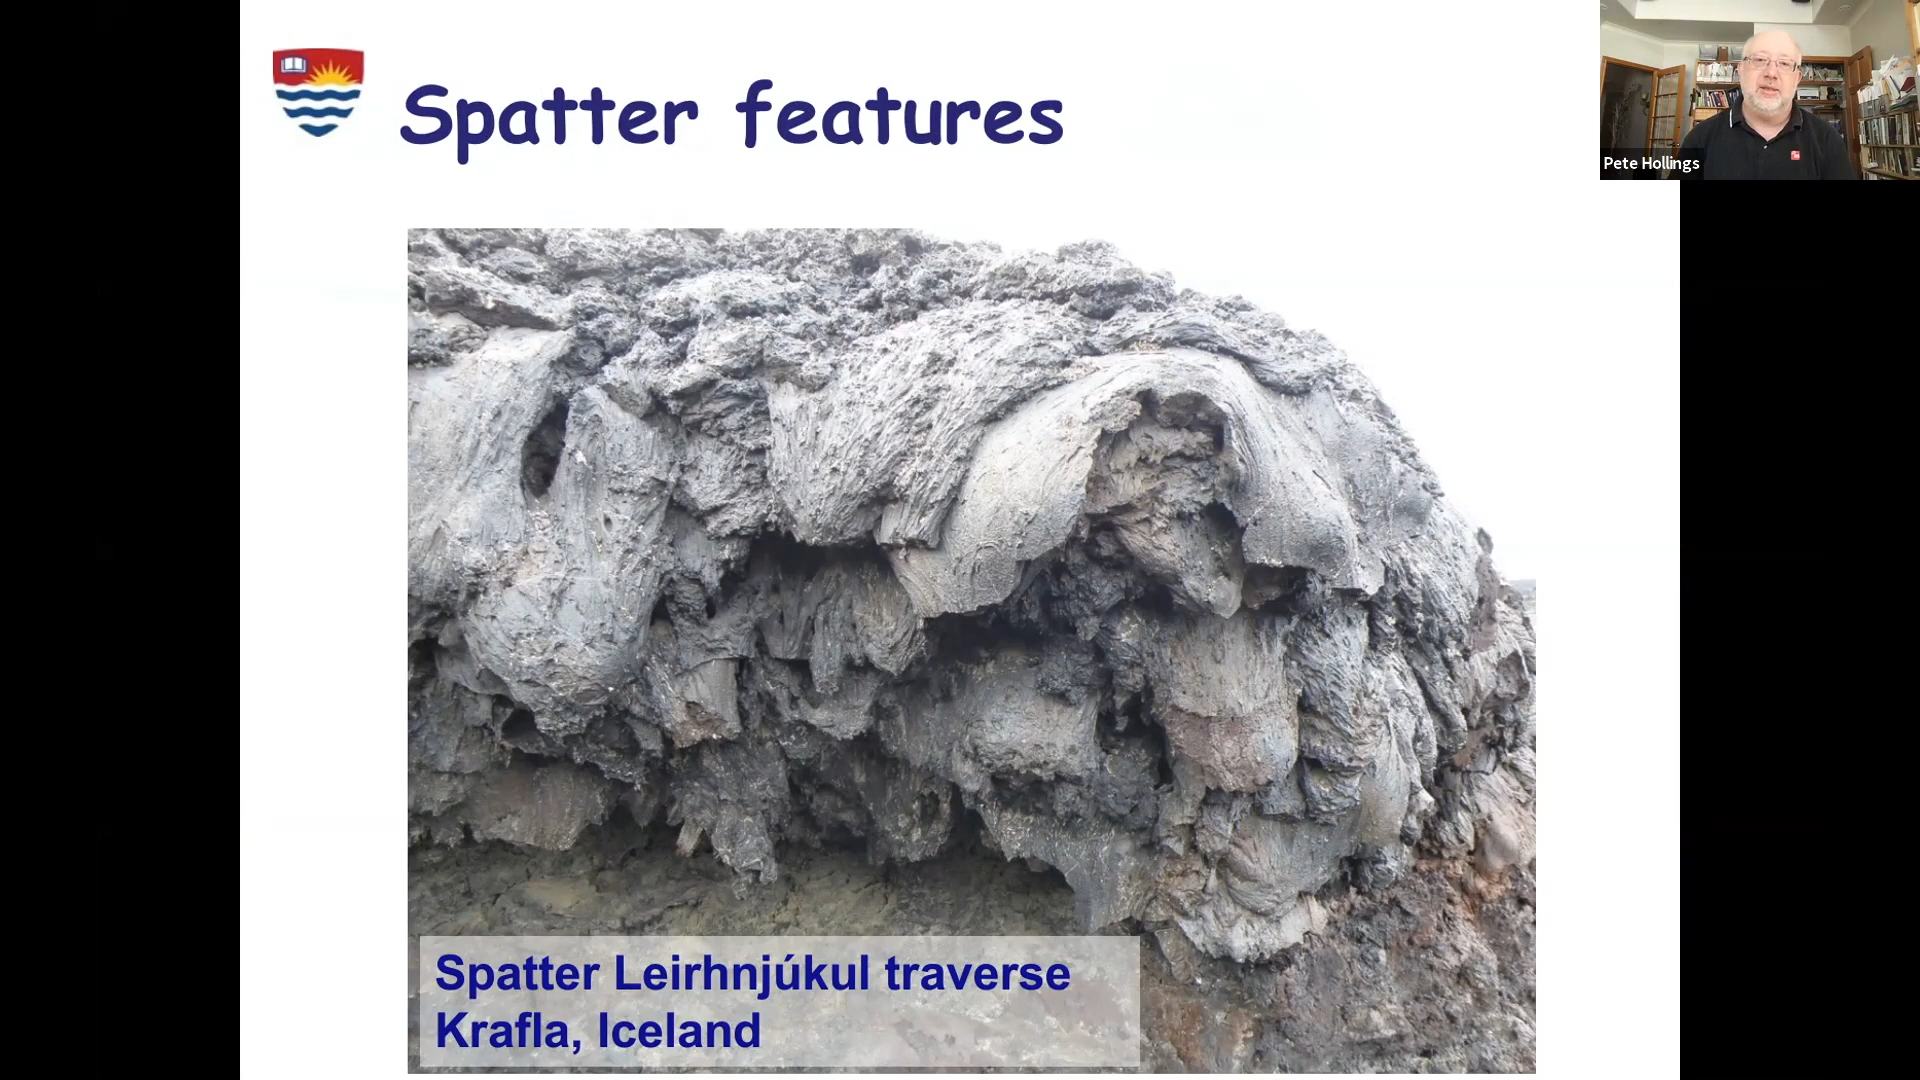 Spatter features
Pete Hollings
Spatter Leirhnjúkul traverse
Krafla, Iceland